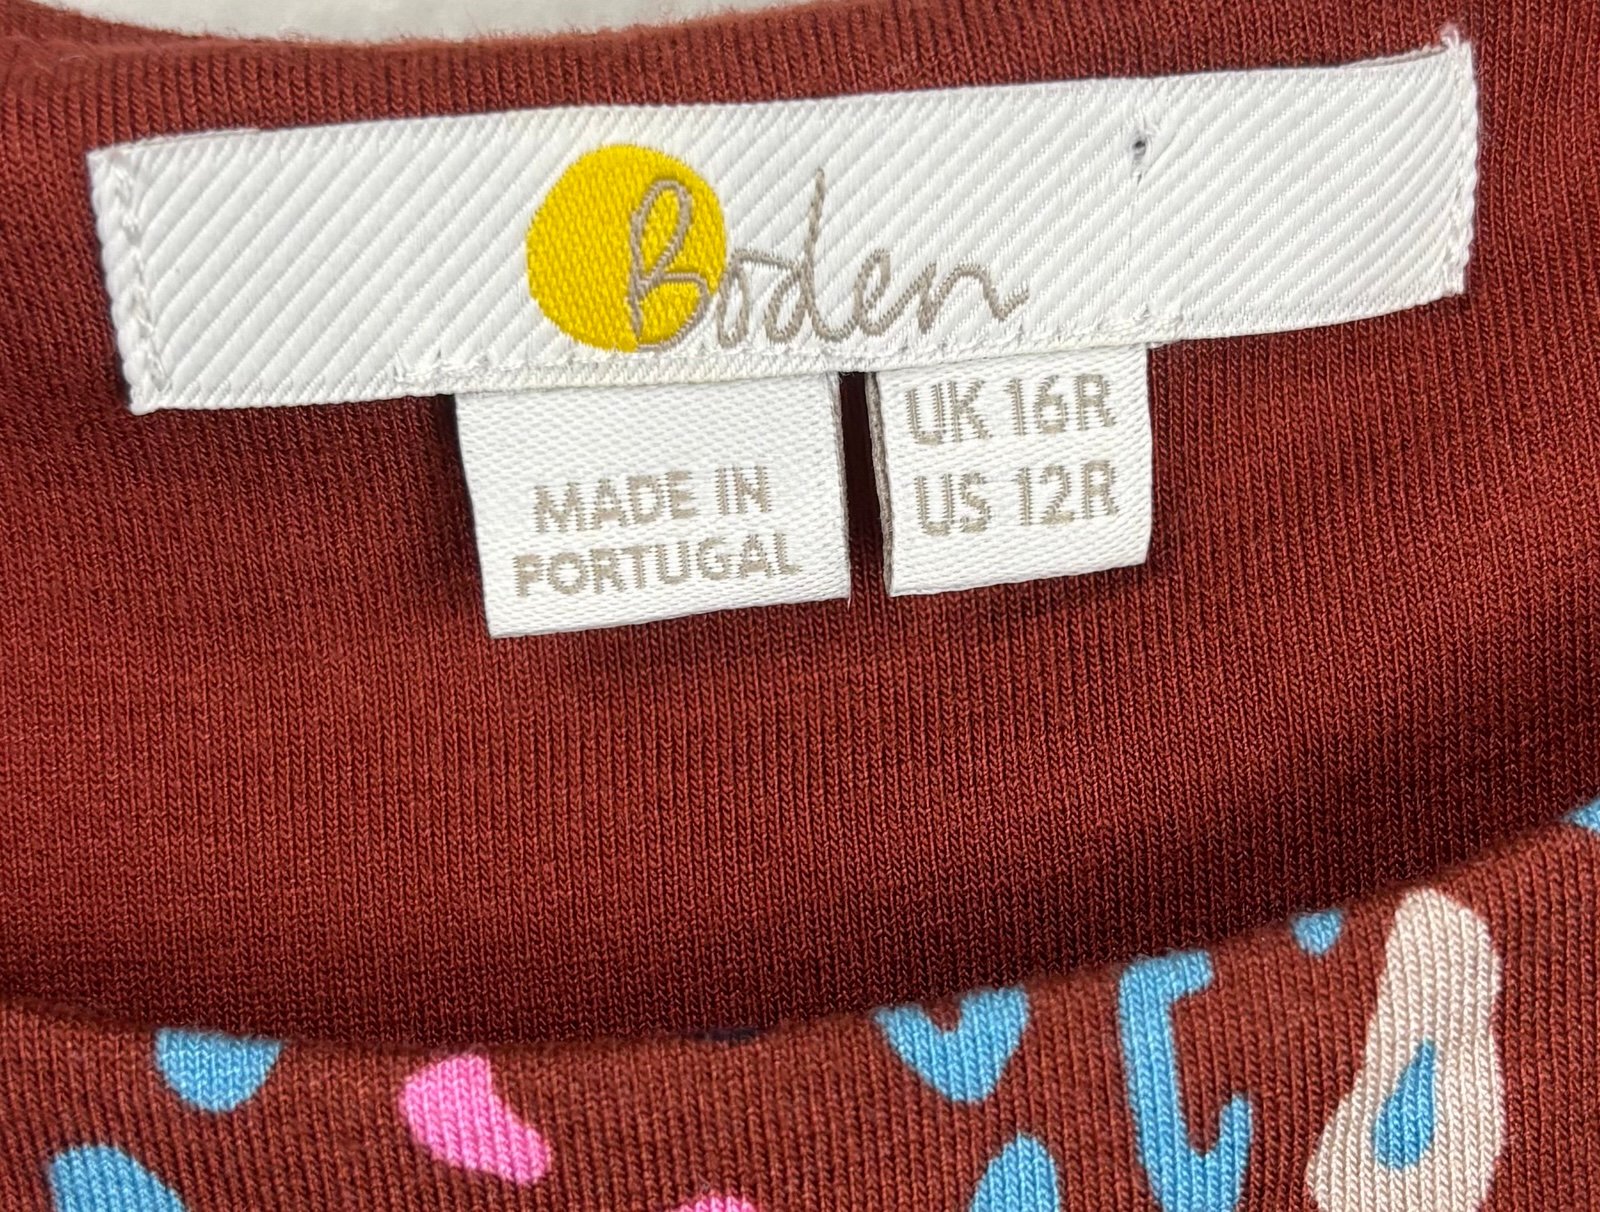 Boden
MADE IN
PORTUGAL
UK 16R
US 12R